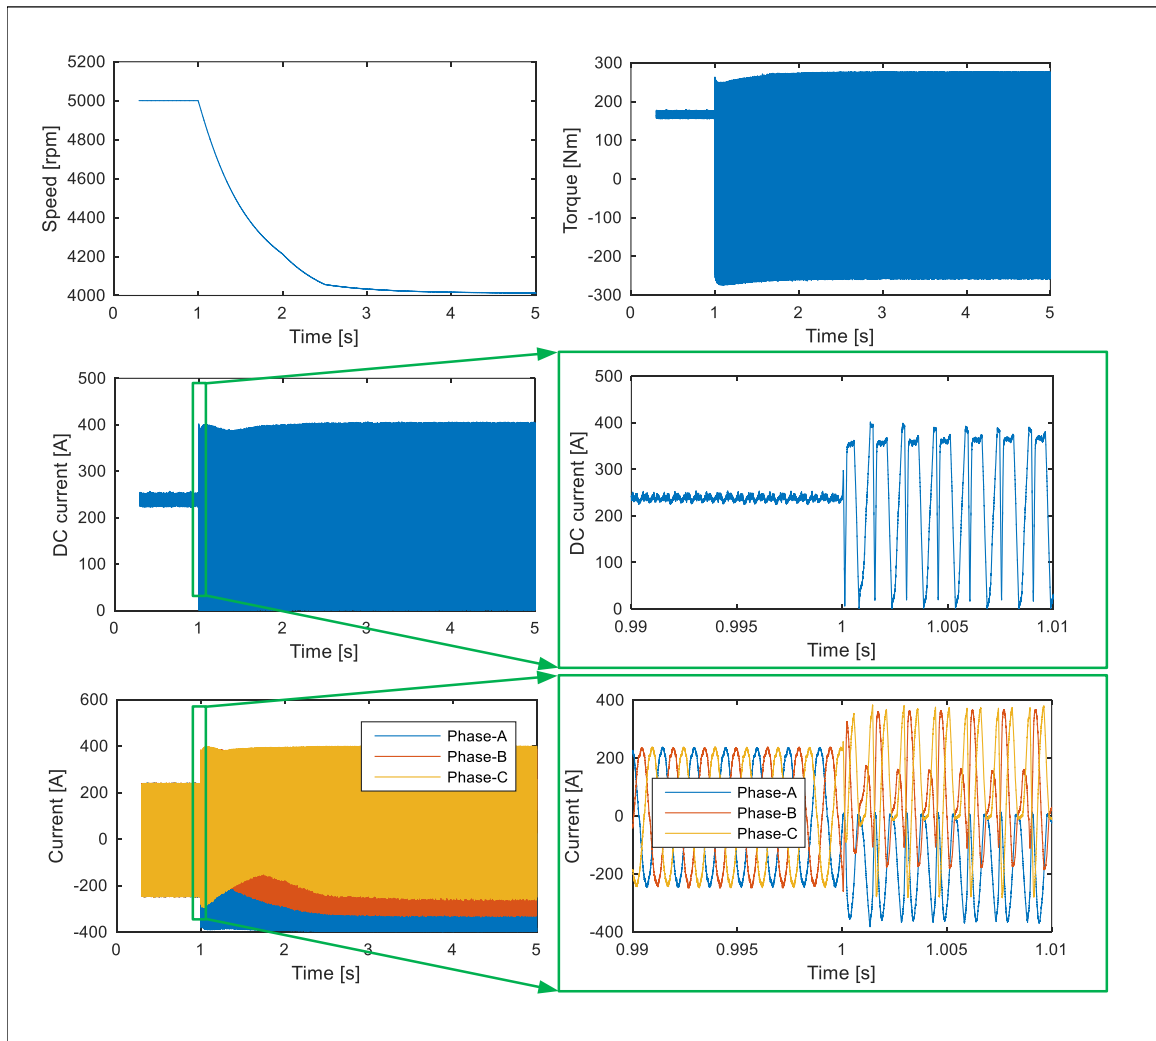 5200
5000
4800
4600
4400
4200
4000
Speed [rpm]
0 1 2 3 4 5
Time [s]
300
200
100
0
-100
-200
-300
Torque [Nm]
0 1 2 3 4 5
Time [s]
500
400
300
200
100
0
DC current [A]
0 1 2 3 4 5
Time [s]
500
400
300
200
100
0
DC current [A]
0.99 0.995 1 1.005 1.01
Time [s]
600
400
200
0
-200
-400
Current [A]
Phase-A
Phase-B
Phase-C
0 1 2 3 4 5
Time [s]
400
200
0
-200
-400
Current [A]
Phase-A
Phase-B
Phase-C
0.99 0.995 1 1.005 1.01
Time [s]